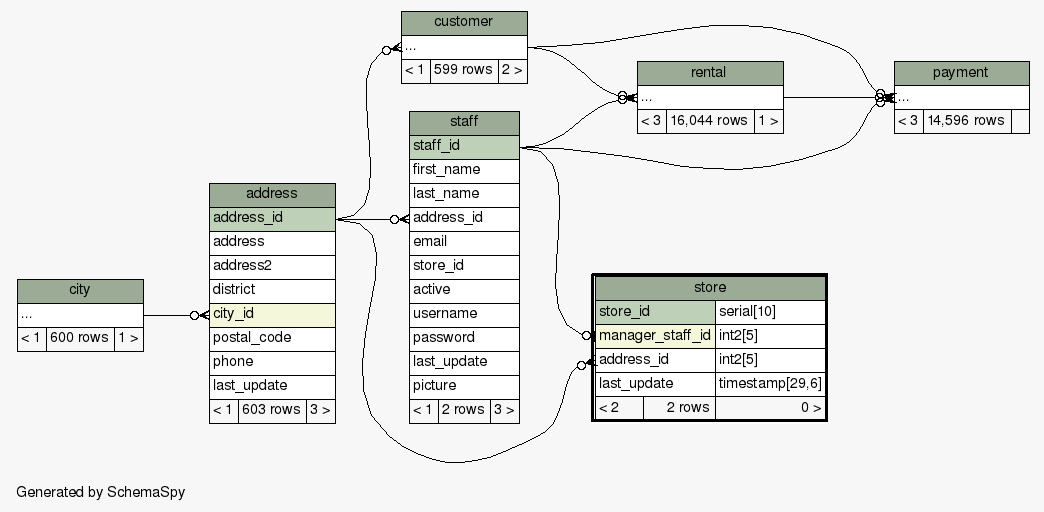 customer
...
< 1 599 rows 2 >
rental
...
< 3 16,044 rows 1 >
payment
...
< 3 14,596 rows
staff
staff_id
first_name
last_name
address_id
email
store_id
active
username
password
last_update
picture
< 1 2 rows 3 >
address
address_id
address
address2
district
city_id
postal_code
phone
last_update
< 1 603 rows 3 >
city
...
< 1 600 rows 1 >
store
store_id serial[10]
manager_staff_id int2[5]
address_id int2[5]
last_update timestamp[29,6]
< 2 2 rows 0 >
Generated by SchemaSpy